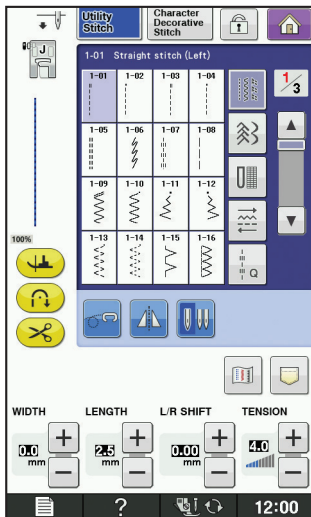 Utility Stitch
Character Decorative Stitch
J
1-01 Straight stitch (Left)
1-01 1-02 1-03 1-04
1/3
1-05 1-06 1-07 1-08
1-09 1-10 1-11 1-12
1-13 1-14 1-15 1-16
Q
100%
WIDTH LENGTH L/R SHIFT TENSION
0.0 mm + −
2.5 mm + −
0.00 mm + −
4.0 + −
? 12:00